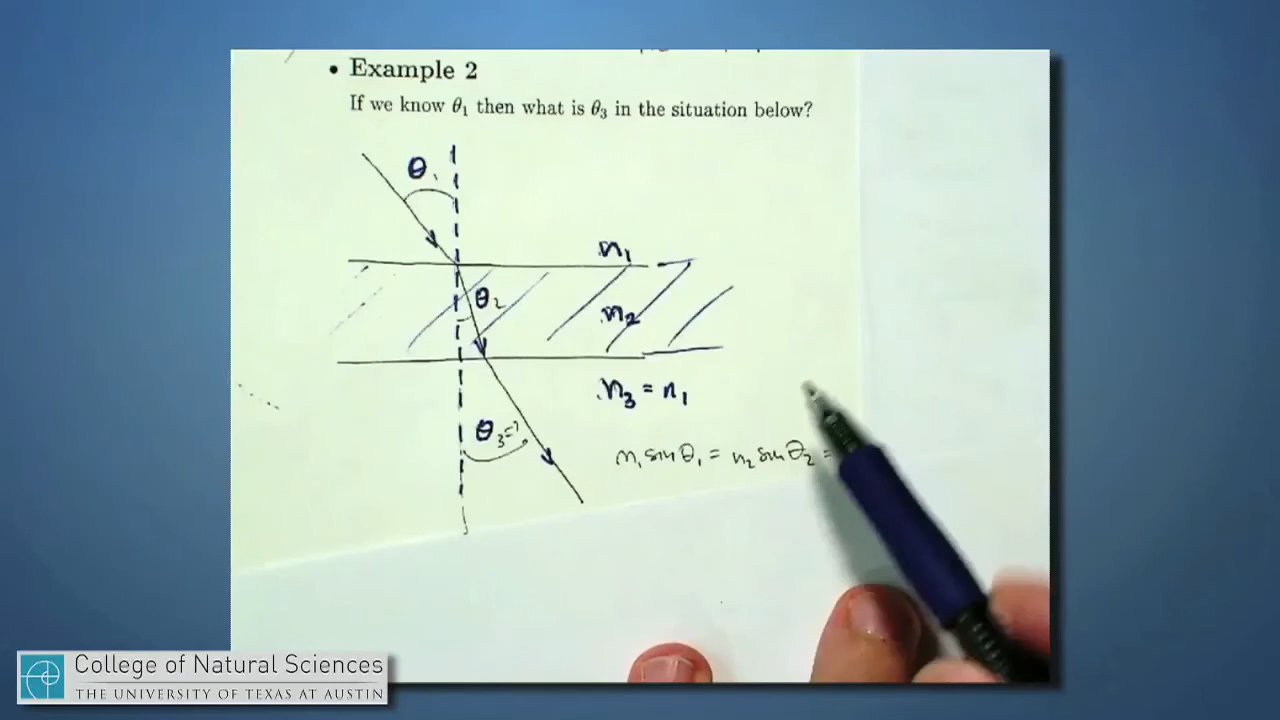 • Example 2
If we know θ₁ then what is θ₃ in the situation below?
θ₁
n₁
θ₂
n₂
n₃ = n₁
θ₃=?
n₁ sin θ₁ = n₂ sin θ₂ =
College of Natural Sciences
THE UNIVERSITY OF TEXAS AT AUSTIN